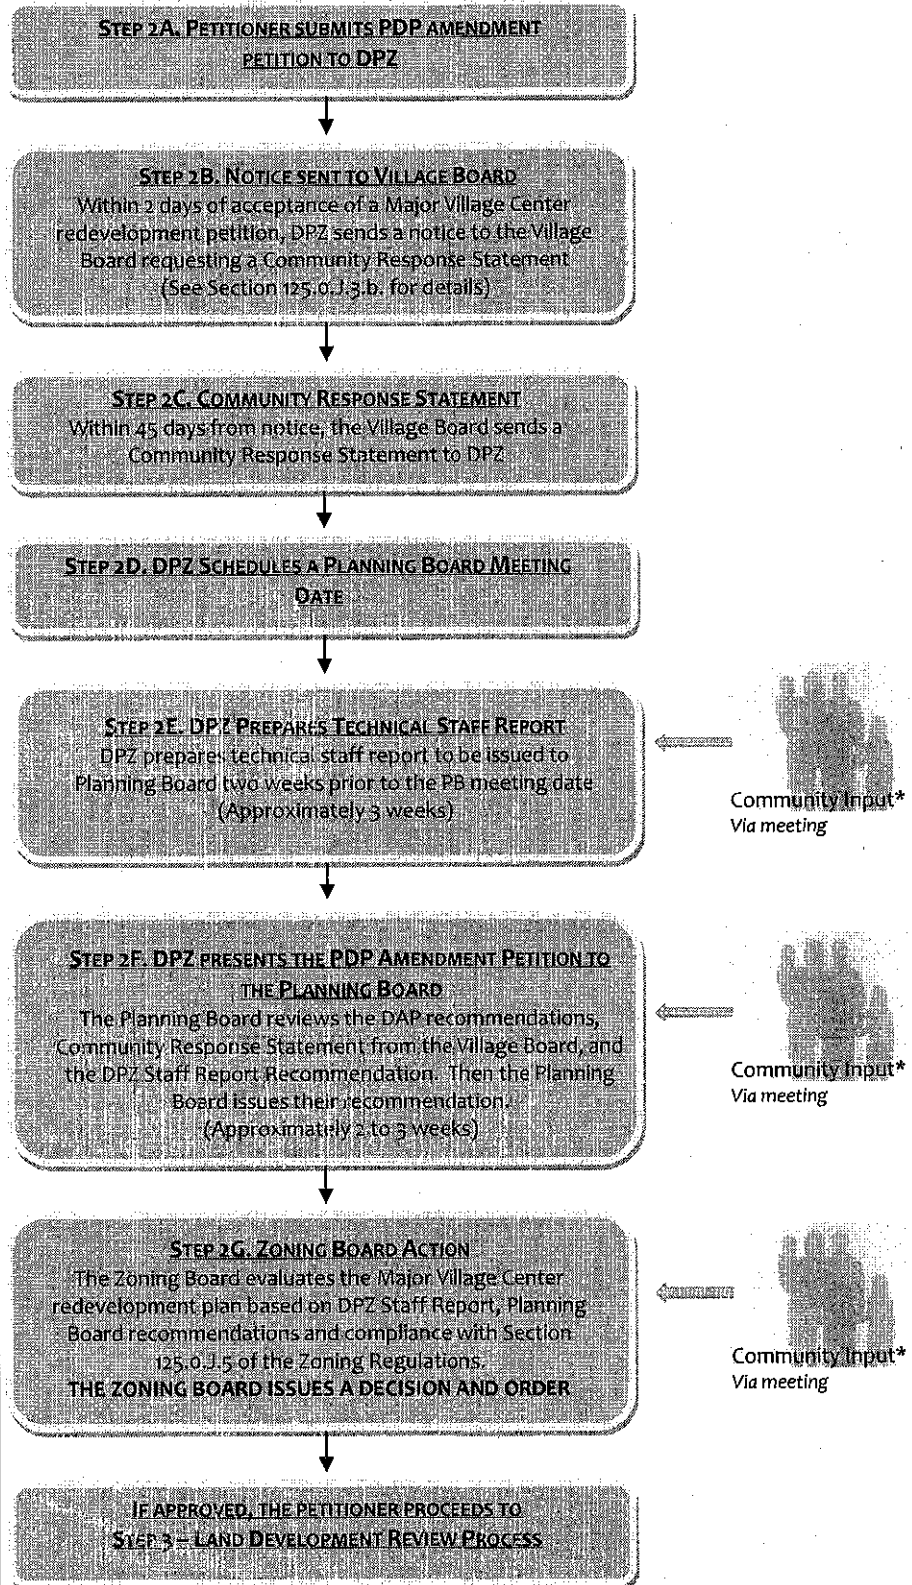 STEP 2A. PETITIONER SUBMITS PDP AMENDMENT
PETITION TO DPZ
STEP 2B. NOTICE SENT TO VILLAGE BOARD
Within 2 days of acceptance of a Major Village Center
redevelopment petition, DPZ sends a notice to the Village
Board requesting a Community Response Statement
(See Section 125.0.J.3.b. for details)
STEP 2C. COMMUNITY RESPONSE STATEMENT
Within 45 days from notice, the Village Board sends a
Community Response Statement to DPZ
STEP 2D. DPZ SCHEDULES A PLANNING BOARD MEETING
DATE
STEP 2E. DPZ PREPARES TECHNICAL STAFF REPORT
DPZ prepares technical staff report to be issued to
Planning Board two weeks prior to the PB meeting date
(Approximately 3 weeks)
Community Input*
Via meeting
STEP 2F. DPZ PRESENTS THE PDP AMENDMENT PETITION TO
THE PLANNING BOARD
The Planning Board reviews the DAP recommendations,
Community Response Statement from the Village Board, and
the DPZ Staff Report Recommendation. Then the Planning
Board issues their recommendation.
(Approximately 2 to 3 weeks)
Community Input*
Via meeting
STEP 2G. ZONING BOARD ACTION
The Zoning Board evaluates the Major Village Center
redevelopment plan based on DPZ Staff Report, Planning
Board recommendations and compliance with Section
125.0.J.5 of the Zoning Regulations.
THE ZONING BOARD ISSUES A DECISION AND ORDER
Community Input*
Via meeting
IF APPROVED, THE PETITIONER PROCEEDS TO
STEP 3 – LAND DEVELOPMENT REVIEW PROCESS